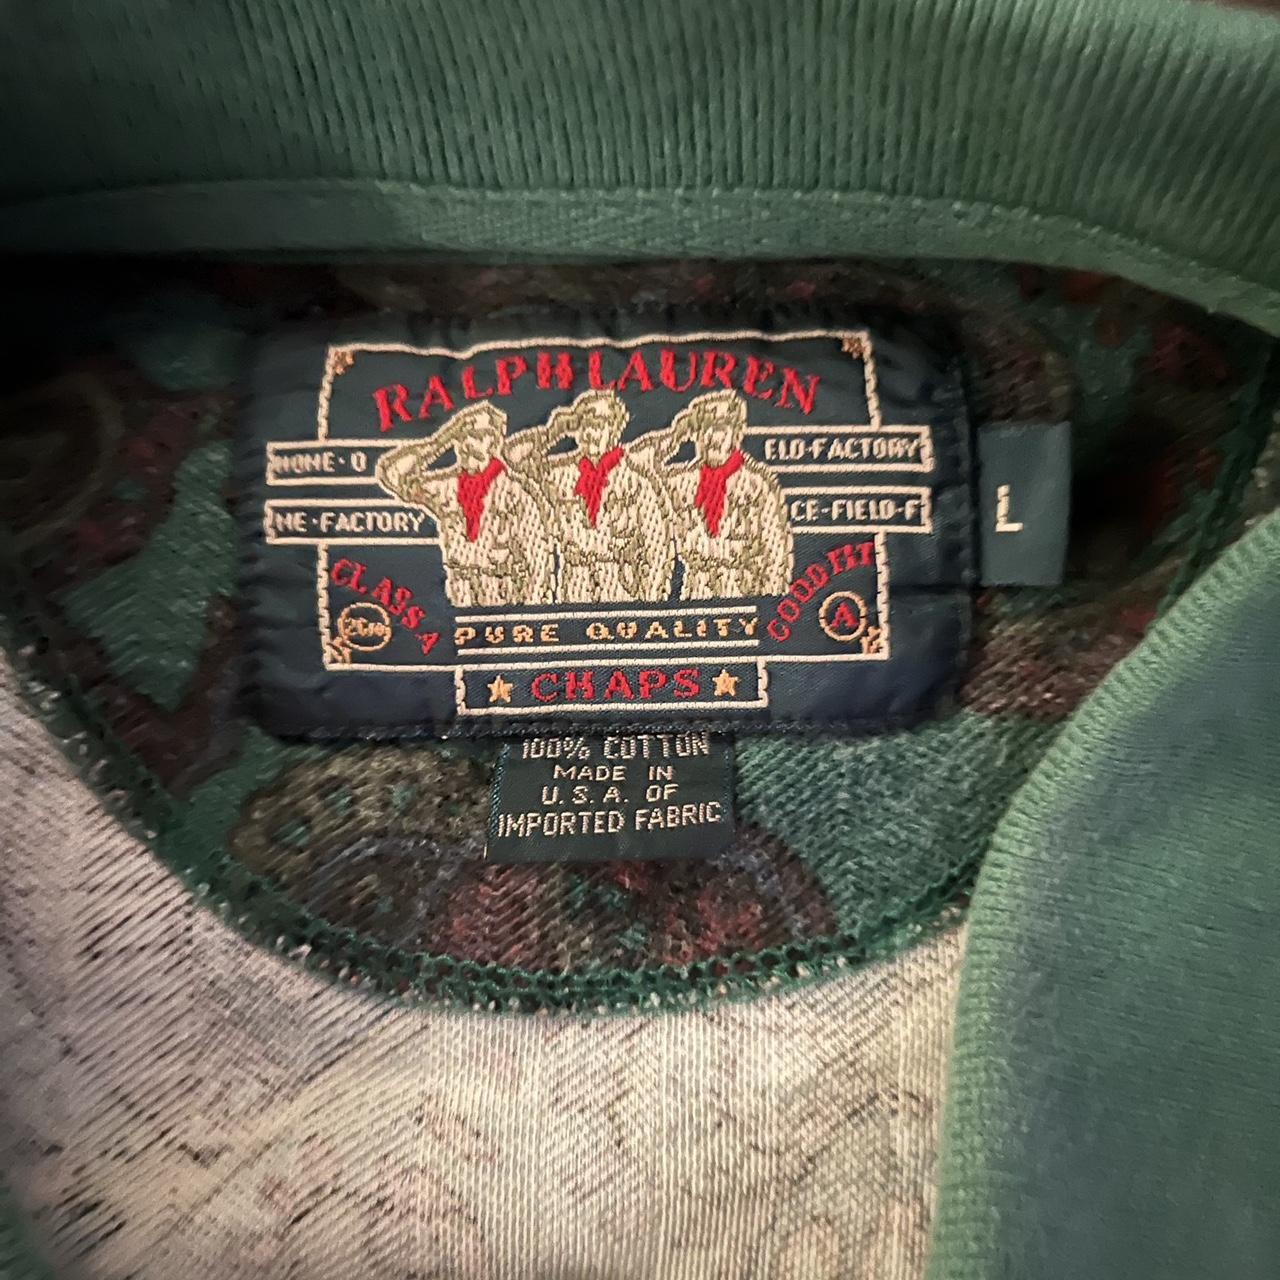 RALPH LAUREN
HOME · O
ELD-FACTORY
ME · FACTORY
CE-FIELD-F
L
CLASS A
GOOD FIT
A
PURE QUALITY
CHAPS
100% COTTON
MADE IN
U.S.A. OF
IMPORTED FABRIC